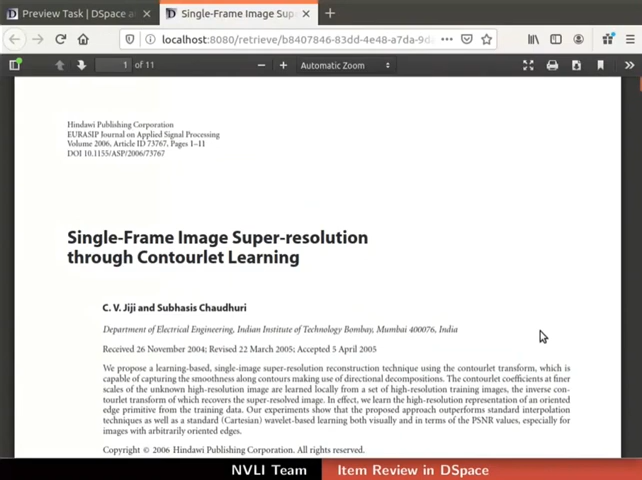 Preview Task | DSpace a
Single-Frame Image Supe
localhost:8080/retrieve/b8407846-83dd-4e48-a7da-9d
1 of 11
Automatic Zoom
Hindawi Publishing Corporation
EURASIP Journal on Applied Signal Processing
Volume 2006, Article ID 73767, Pages 1–11
DOI 10.1155/ASP/2006/73767
Single-Frame Image Super-resolution
through Contourlet Learning
C. V. Jiji and Subhasis Chaudhuri
Department of Electrical Engineering, Indian Institute of Technology Bombay, Mumbai 400076, India
Received 26 November 2004; Revised 22 March 2005; Accepted 5 April 2005
We propose a learning-based, single-image super-resolution reconstruction technique using the contourlet transform, which is
capable of capturing the smoothness along contours making use of directional decompositions. The contourlet coefficients at finer
scales of the unknown high-resolution image are learned locally from a set of high-resolution training images, the inverse con-
tourlet transform of which recovers the super-resolved image. In effect, we learn the high-resolution representation of an oriented
edge primitive from the training data. Our experiments show that the proposed approach outperforms standard interpolation
techniques as well as a standard (Cartesian) wavelet-based learning both visually and in terms of the PSNR values, especially for
images with arbitrarily oriented edges.
Copyright © 2006 Hindawi Publishing Corporation. All rights reserved.
NVLI Team
Item Review in DSpace